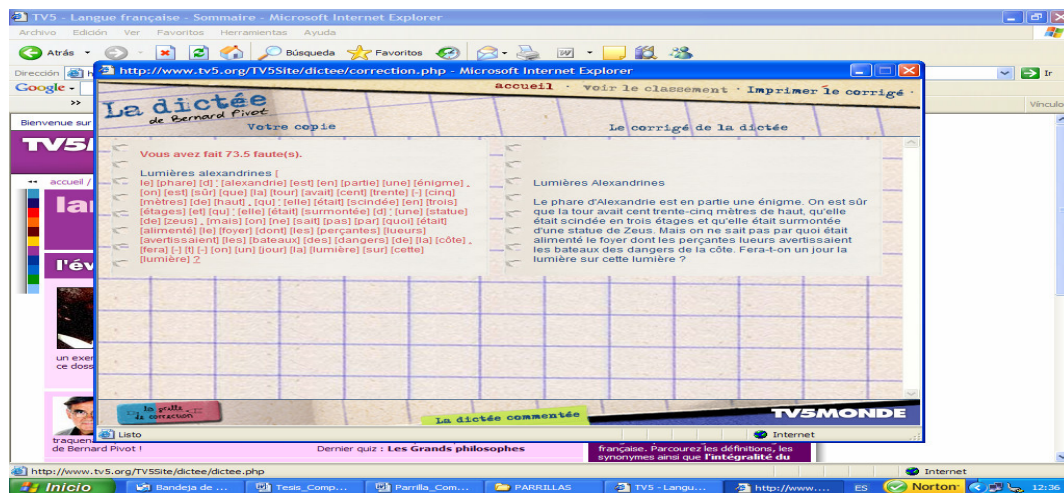 TV5 - Langue française - Sommaire - Microsoft Internet Explorer
Archivo Edición Ver Favoritos Herramientas Ayuda
Atrás Búsqueda Favoritos
Dirección Ir
http://www.tv5.org/TV5Site/dictee/correction.php - Microsoft Internet Explorer
Google
» Vínculo
accueil · voir le classement · Imprimer le corrigé ·
La dictée
de Bernard Pivot
Votre copie Le corrigé de la dictée
Bienvenue sur
TV5
accueil /
la
l'év
Vous avez fait 73.5 faute(s).
Lumières alexandrines [
le] [phare] [d] ' [alexandrie] [est] [en] [partie] [une] [énigme] .
[on] [est] [sûr] [que] [la] [tour] [avait] [cent] [trente] [-] [cinq]
[mètres] [de] [haut] , [qu] ' [elle] [était] [scindée] [en] [trois]
[étages] [et] [qu] ' [elle] [était] [surmontée] [d] ' [une] [statue]
[de] [zeus] . [mais] [on] [ne] [sait] [pas] [par] [quoi] [était]
[alimenté] [le] [foyer] [dont] [les] [perçantes] [lueurs]
[avertissaient] [les] [bateaux] [des] [dangers] [de] [la] [côte] .
[fera] [-] [t] [-] [on] [un] [jour] [la] [lumière] [sur] [cette]
[lumière] ?
Lumières Alexandrines
Le phare d'Alexandrie est en partie une énigme. On est sûr
que la tour avait cent trente-cinq mètres de haut, qu'elle
était scindée en trois étages et qu'elle était surmontée
d'une statue de Zeus. Mais on ne sait pas par quoi était
alimenté le foyer dont les perçantes lueurs avertissaient
les bateaux des dangers de la côte. Fera-t-on un jour la
lumière sur cette lumière ?
un exer
ce doss
la grille
de correction
La dictée commentée
TV5MONDE
Listo Internet
traquen
de Bernard Pivot !
Dernier quiz : Les Grands philosophes
française. Parcourez les définitions, les
synonymes ainsi que l'intégralité du
http://www.tv5.org/TV5Site/dictee/dictee.php Internet
Inicio Bandeja de ... Tesis_Comp... Parrilla_Com... PARRILLAS TV5 - Langu... http://www.... ES Norton 12:36